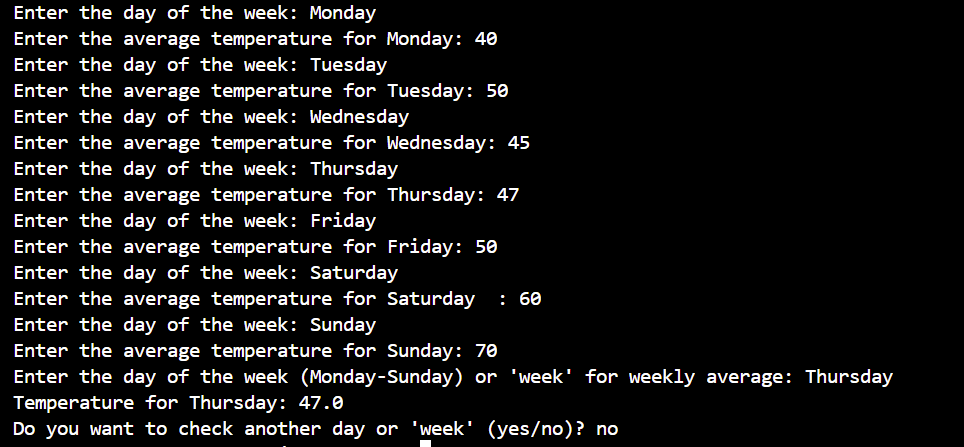 Enter the day of the week: Monday
Enter the average temperature for Monday: 40
Enter the day of the week: Tuesday
Enter the average temperature for Tuesday: 50
Enter the day of the week: Wednesday
Enter the average temperature for Wednesday: 45
Enter the day of the week: Thursday
Enter the average temperature for Thursday: 47
Enter the day of the week: Friday
Enter the average temperature for Friday: 50
Enter the day of the week: Saturday
Enter the average temperature for Saturday  : 60
Enter the day of the week: Sunday
Enter the average temperature for Sunday: 70
Enter the day of the week (Monday-Sunday) or 'week' for weekly average: Thursday
Temperature for Thursday: 47.0
Do you want to check another day or 'week' (yes/no)? no